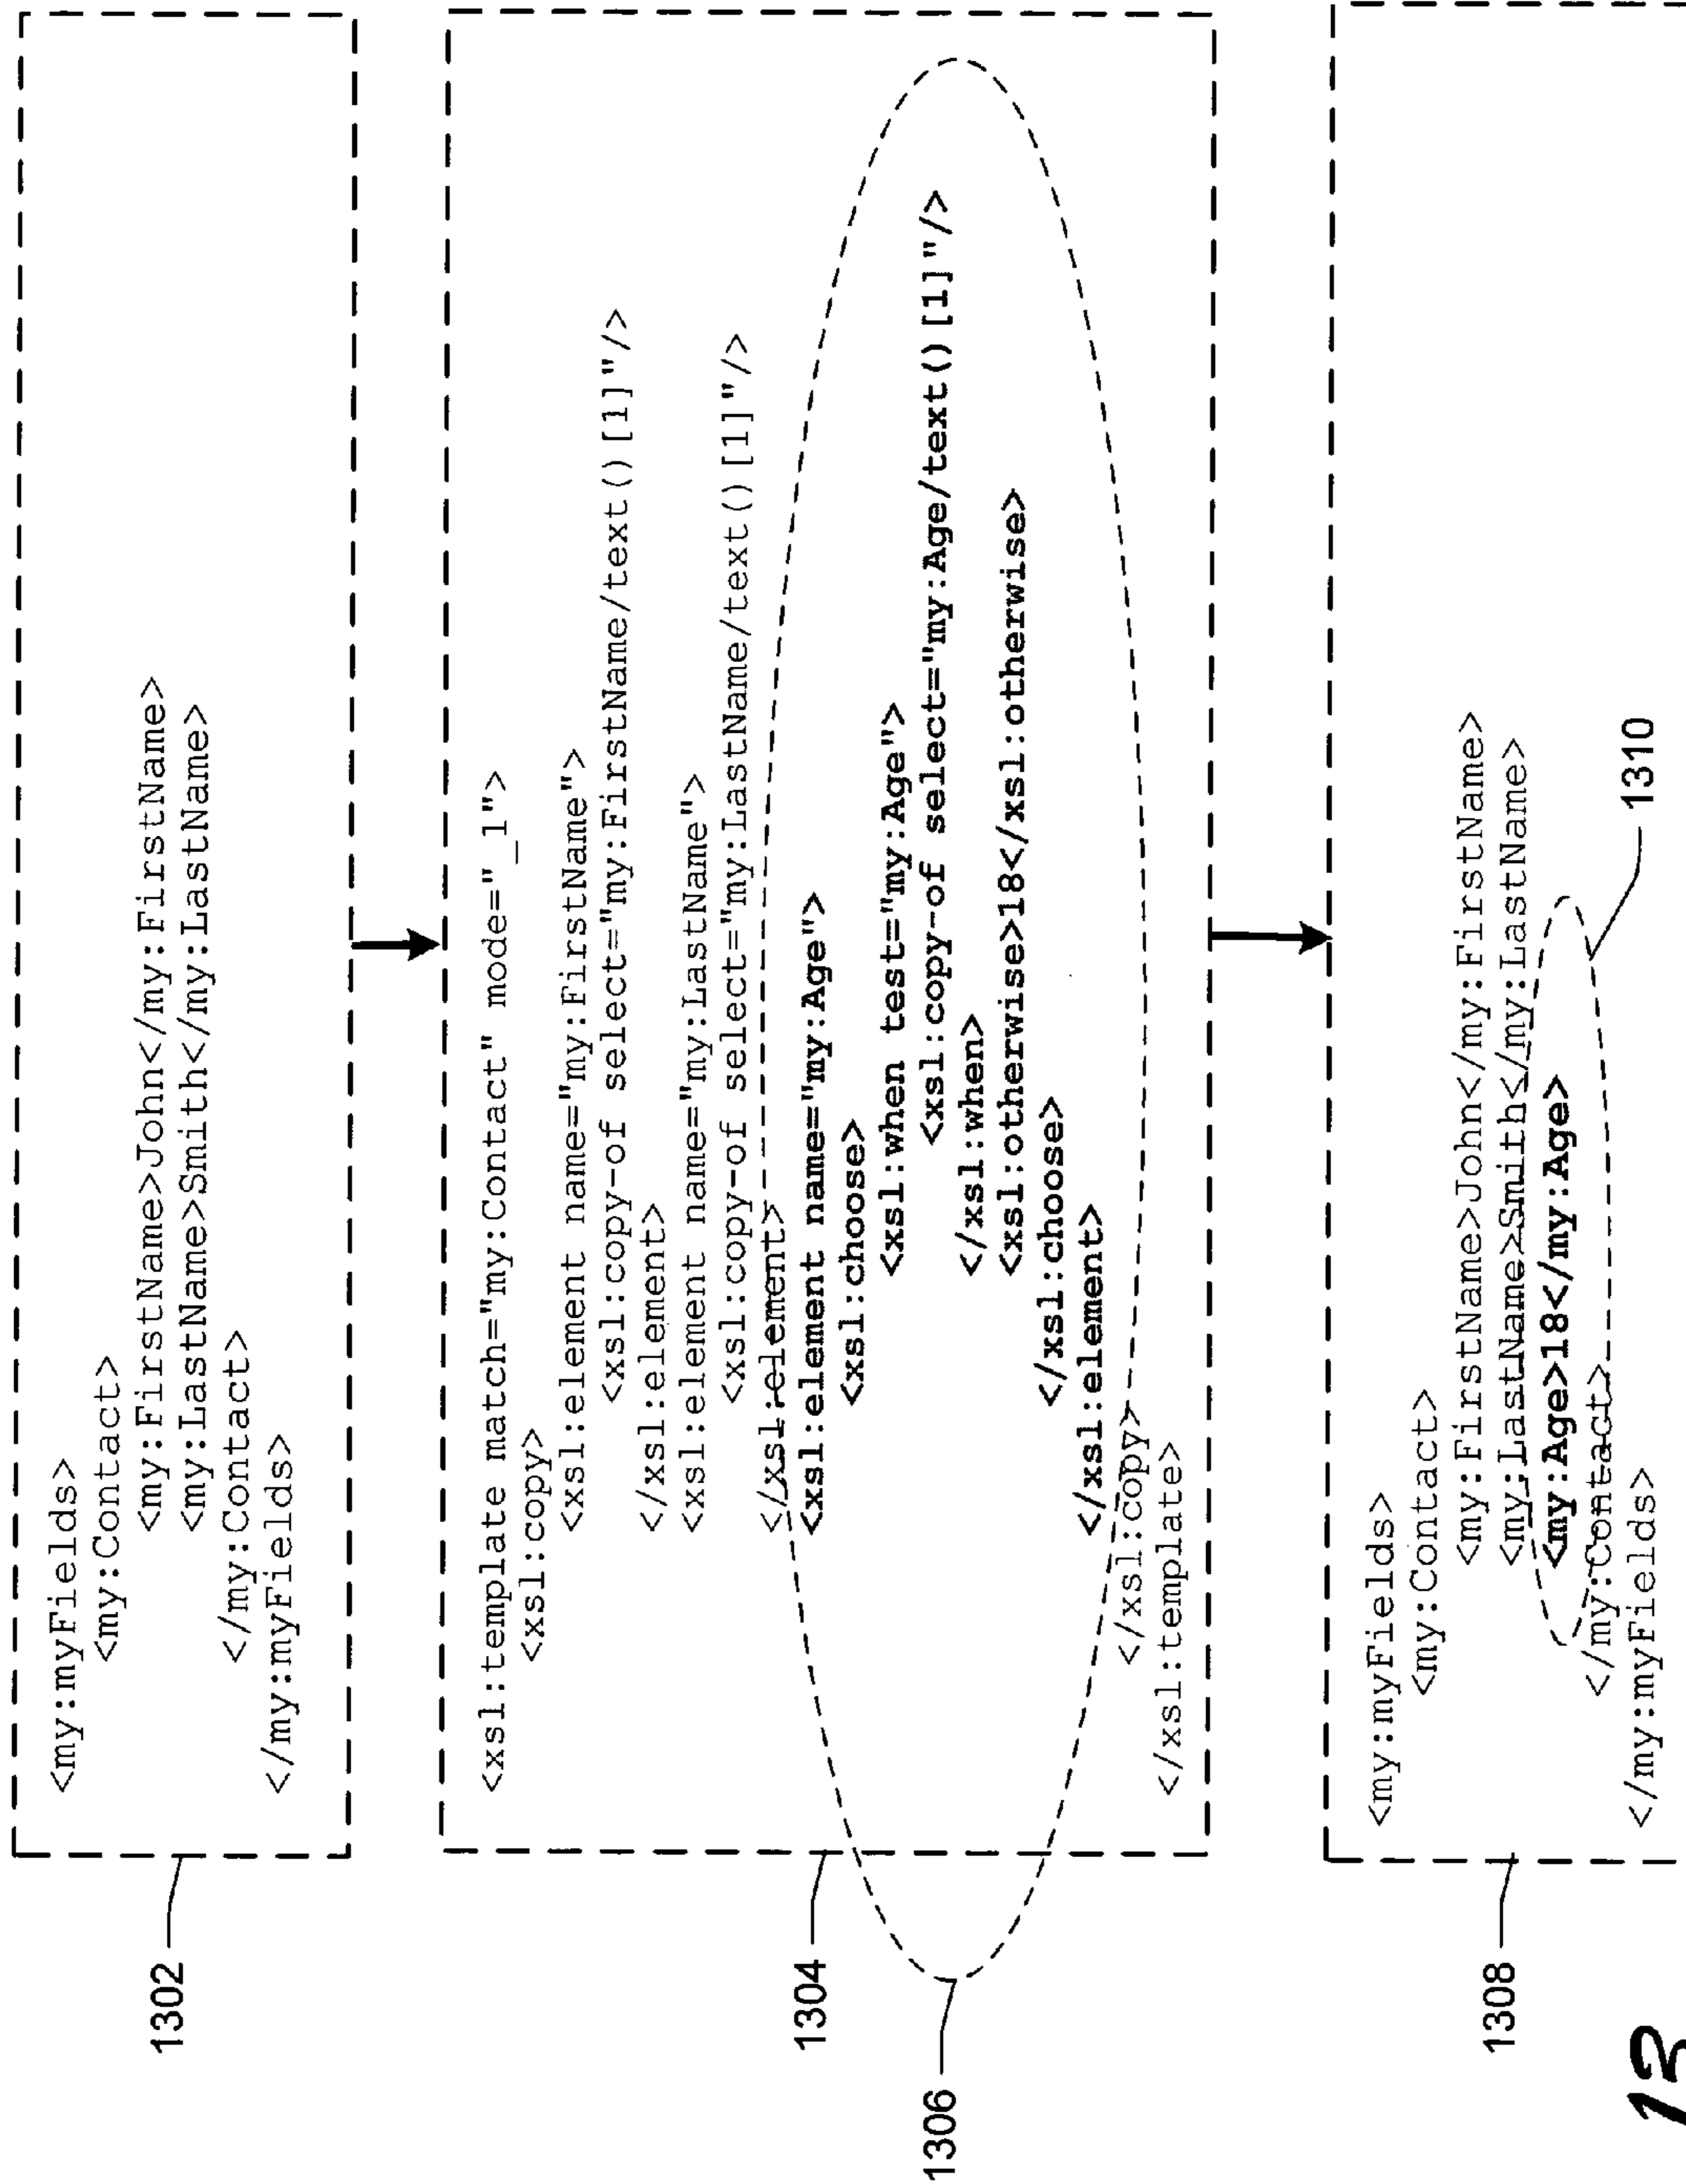 1302
<my:myFields>
<my:Contact>
<my:FirstName>John</my:FirstName>
<my:LastName>Smith</my:LastName>
</my:Contact>
</my:myFields>
1304
<xsl:template match="my:Contact" mode="_1">
<xsl:copy>
<xsl:element name="my:FirstName">
<xsl:copy-of select="my:FirstName/text()[1]"/>
</xsl:element>
<xsl:element name="my:LastName">
<xsl:copy-of select="my:LastName/text()[1]"/>
</xsl:element>
1306
<xsl:element name="my:Age">
<xsl:choose>
<xsl:when test="my:Age">
<xsl:copy-of select="my:Age/text()[1]"/>
</xsl:when>
<xsl:otherwise>18</xsl:otherwise>
</xsl:choose>
</xsl:element>
</xsl:copy>
</xsl:template>
1308
<my:myFields>
<my:Contact>
<my:FirstName>John</my:FirstName>
<my:LastName>Smith</my:LastName>
<my:Age>18</my:Age>
1310
</my:Contact>
</my:myFields>
13